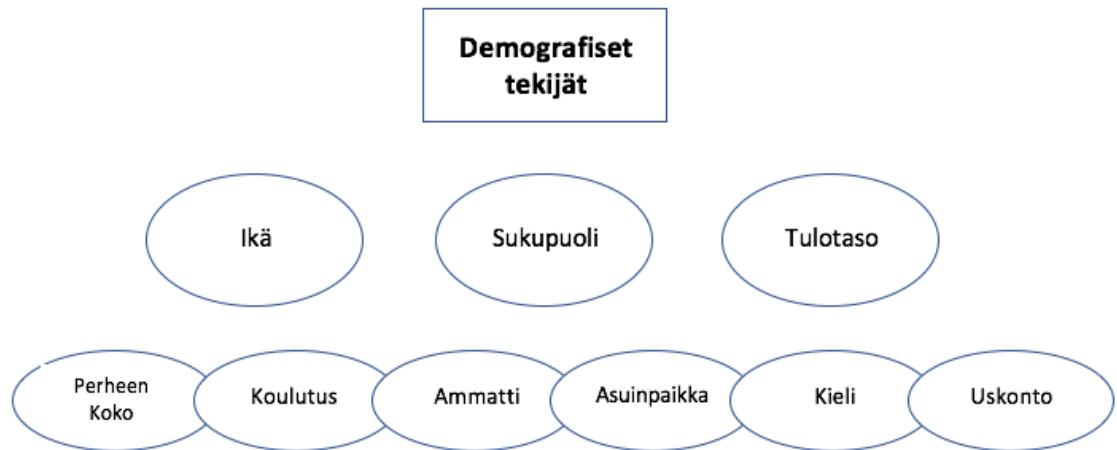 Demografiset
tekijät
Ikä
Sukupuoli
Tulotaso
Perheen
Koko
Koulutus
Ammatti
Asuinpaikka
Kieli
Uskonto